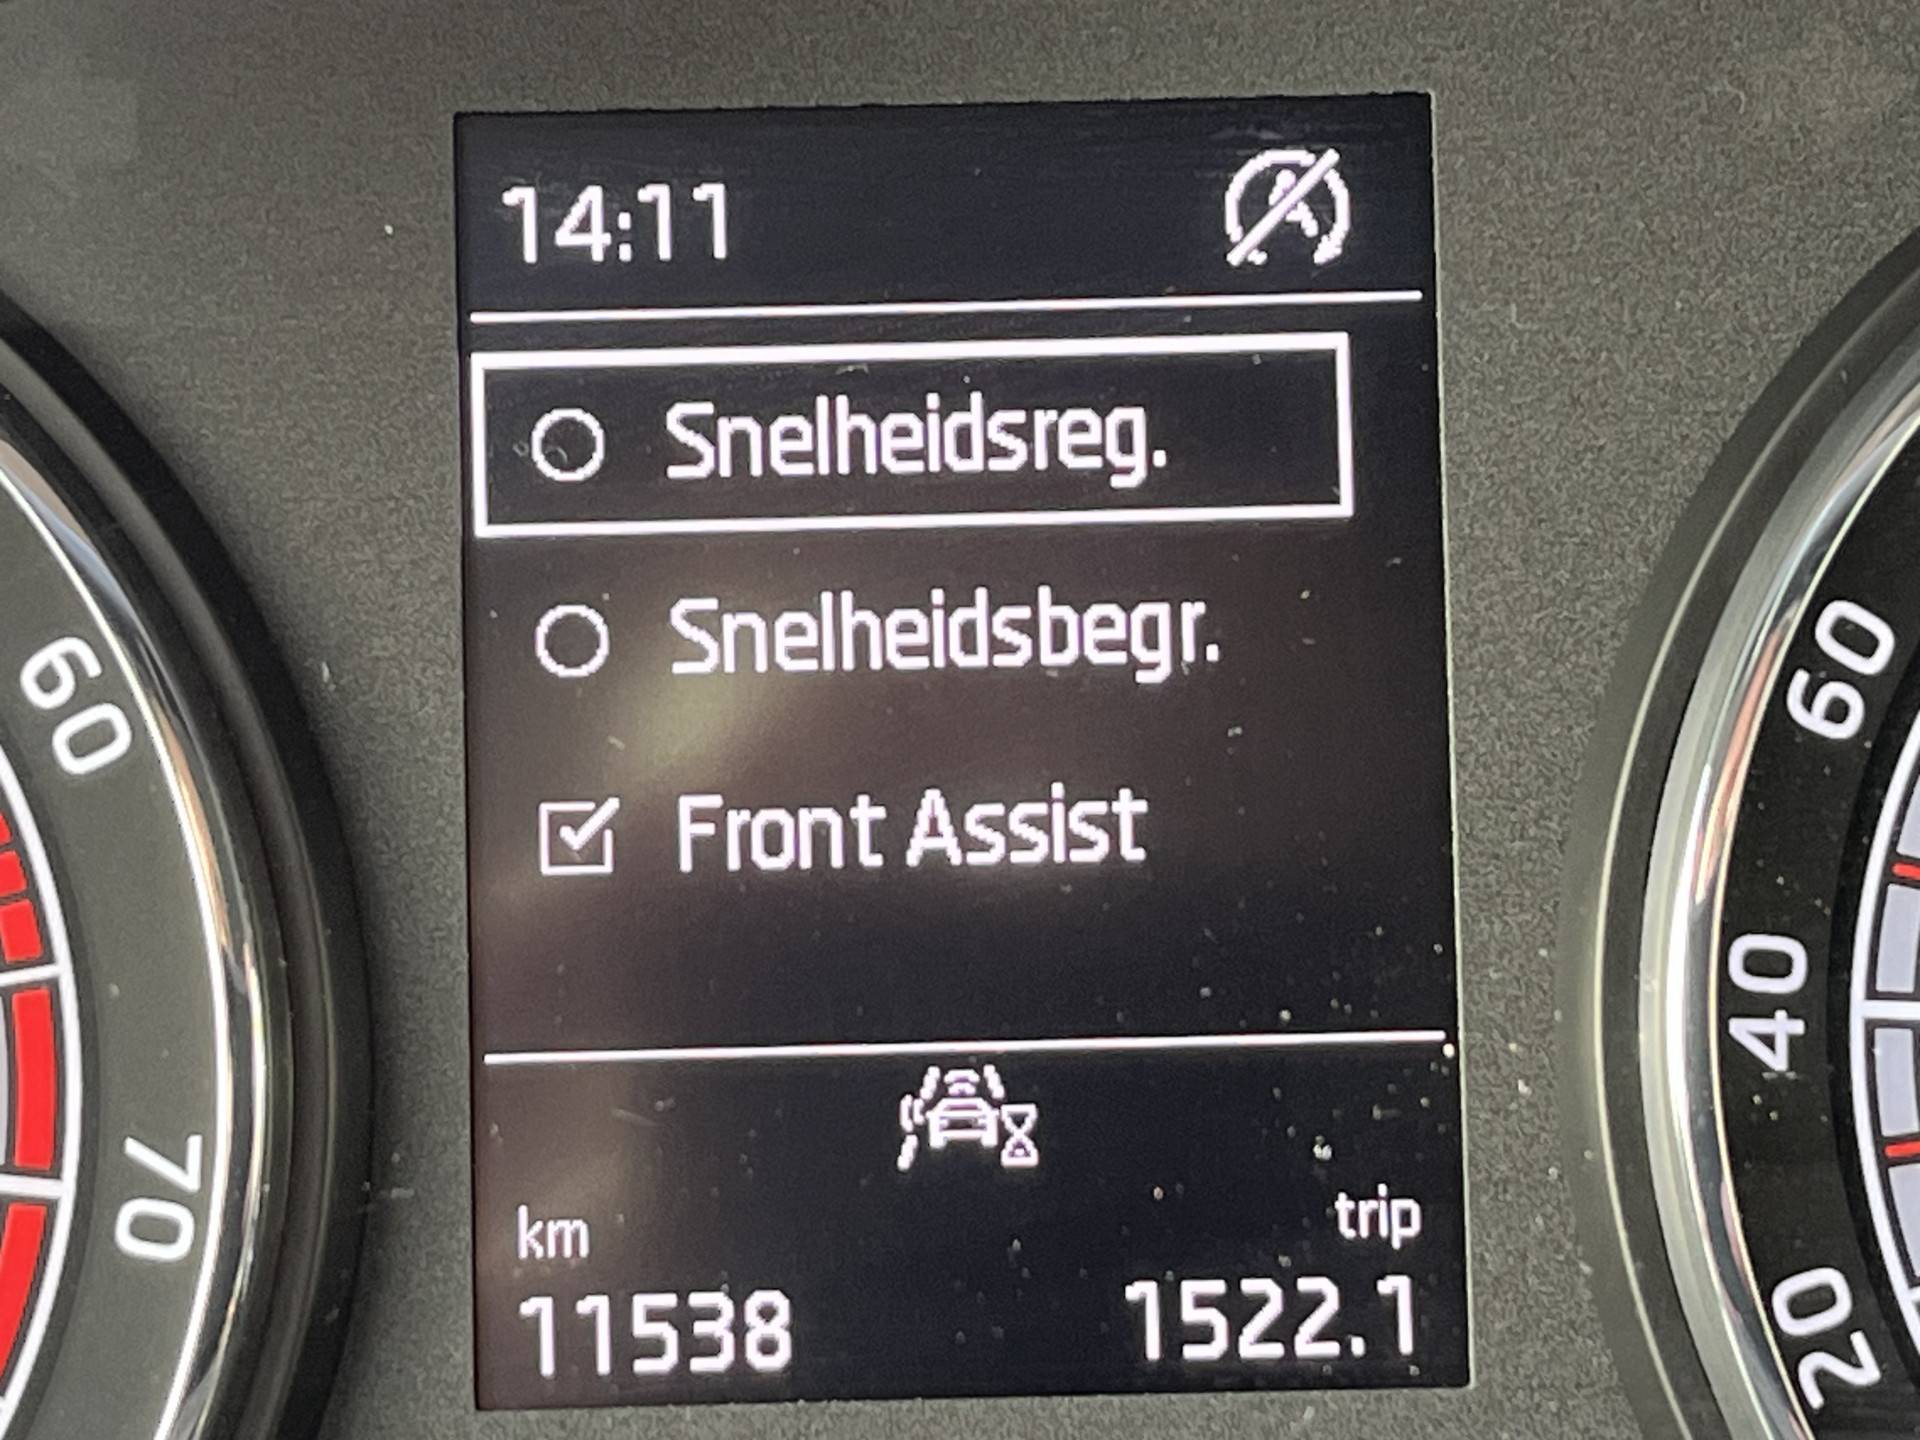 14:11
Snelheidsreg.
Snelheidsbegr.
Front Assist
km
trip
11538
1522.1
60
70
60
40
20